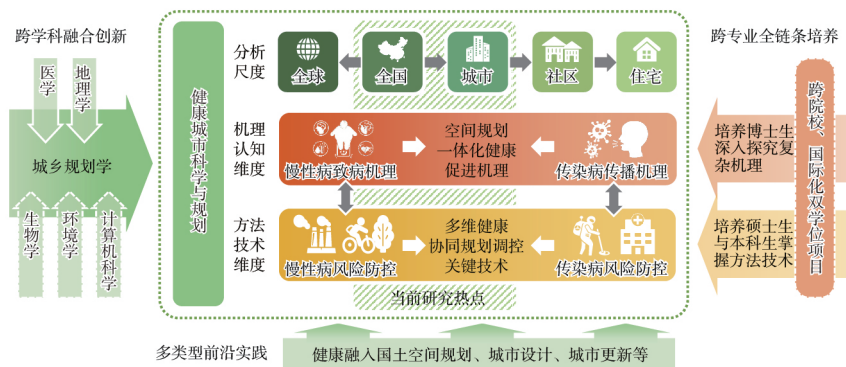 跨学科融合创新
医学
地理学
城乡规划学
生物学
环境学
计算机科学
健康城市科学与规划
分析
尺度
全球
全国
城市
社区
住宅
机理
认知
维度
慢性病致病机理
空间规划
一体化健康
促进机理
传染病传播机理
方法
技术
维度
慢性病风险防控
多维健康
协同规划调控
关键技术
传染病风险防控
当前研究热点
跨专业全链条培养
培养博士生
深入探究复
杂机理
培养硕士生
与本科生掌
握方法技术
跨院校、国际化双学位项目
多类型前沿实践
健康融入国土空间规划、城市设计、城市更新等